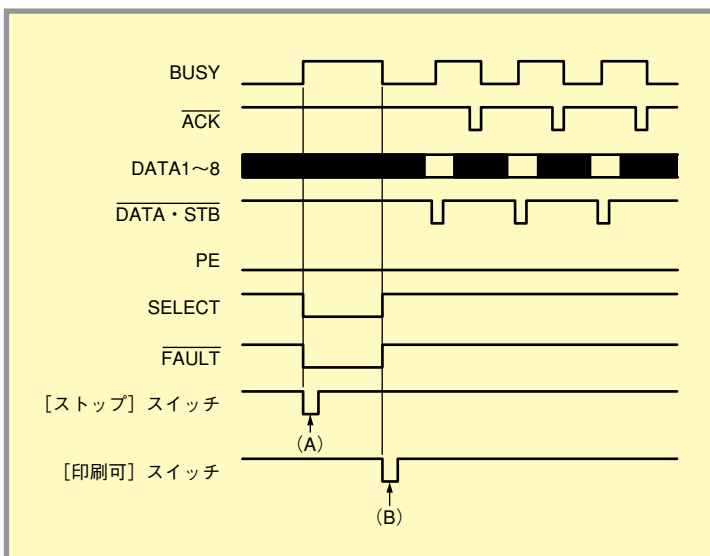 BUSY
ACK
DATA1～8
DATA・STB
PE
SELECT
FAULT
［ストップ］スイッチ
(A)
［印刷可］スイッチ
(B)